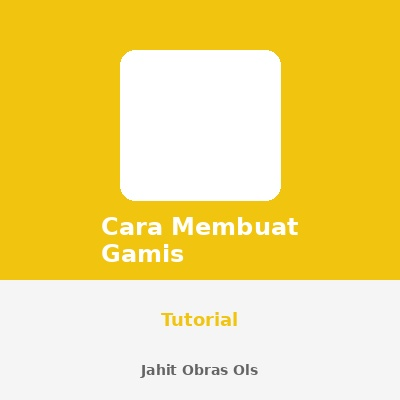 Cara Membuat
Gamis
Tutorial
Jahit Obras Ols